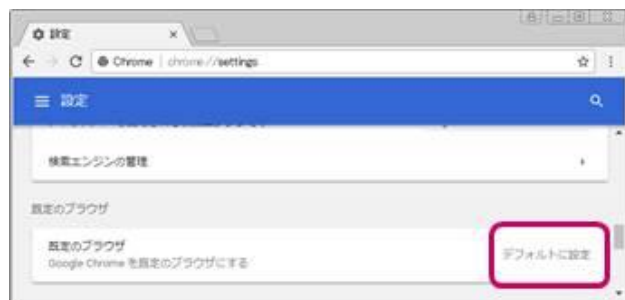 設定
Chrome | chrome://settings
設定
検索エンジンの管理
既定のブラウザ
既定のブラウザ
Google Chrome を既定のブラウザにする
デフォルトに設定